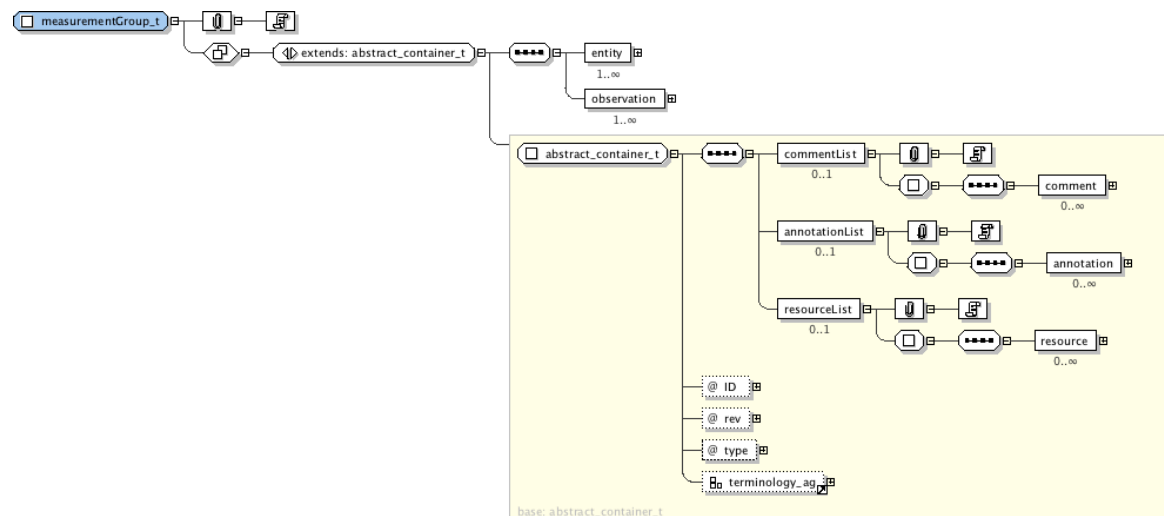 measurementGroup_t
extends: abstract_container_t
entity
1..∞
observation
1..∞
abstract_container_t
commentList
0..1
comment
0..∞
annotationList
0..1
annotation
0..∞
resourceList
0..1
resource
0..∞
@ ID
@ rev
@ type
terminology_ag
base: abstract_container_t